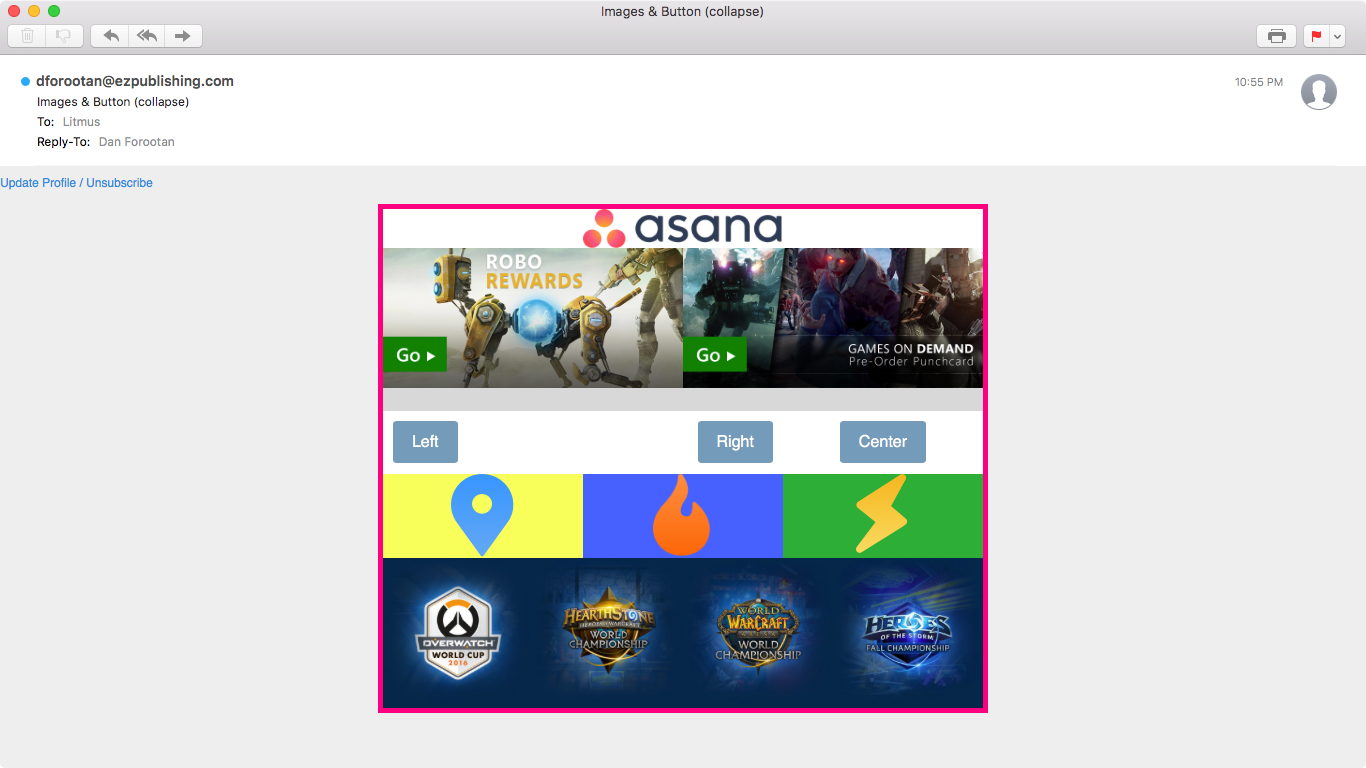 Images & Button (collapse)
dforootan@ezpublishing.com
10:55 PM
Images & Button (collapse)
To: Litmus
Reply-To: Dan Forootan
Update Profile / Unsubscribe
asana
ROBO
REWARDS
Go
Go
GAMES ON DEMAND
Pre-Order Punchcard
Left
Right
Center
OVERWATCH
WORLD CUP
2016
HEARTHSTONE
HEROES OF WARCRAFT
WORLD
CHAMPIONSHIP
WORLD
WARCRAFT
WORLD
CHAMPIONSHIP
HEROES
OF THE STORM
FALL CHAMPIONSHIP